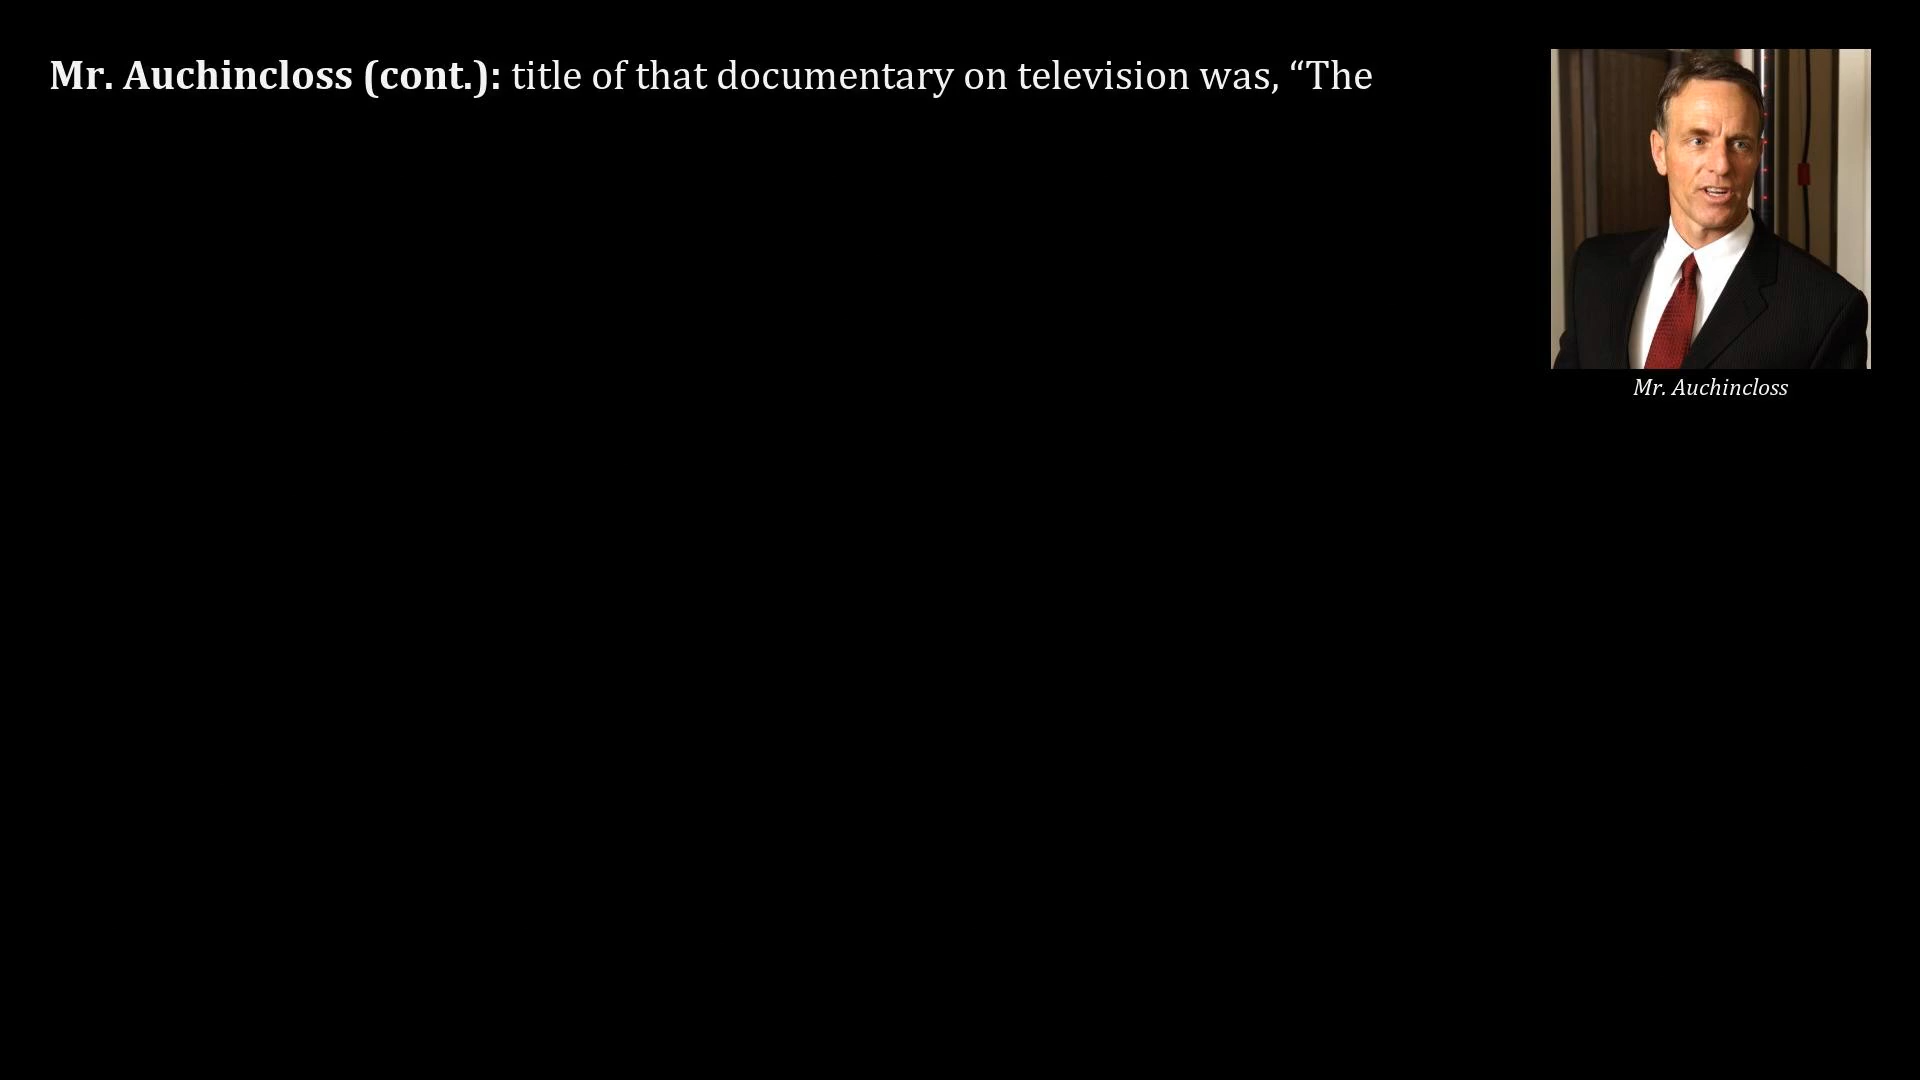 Mr. Auchincloss (cont.): title of that documentary on television was, “The
Mr. Auchincloss